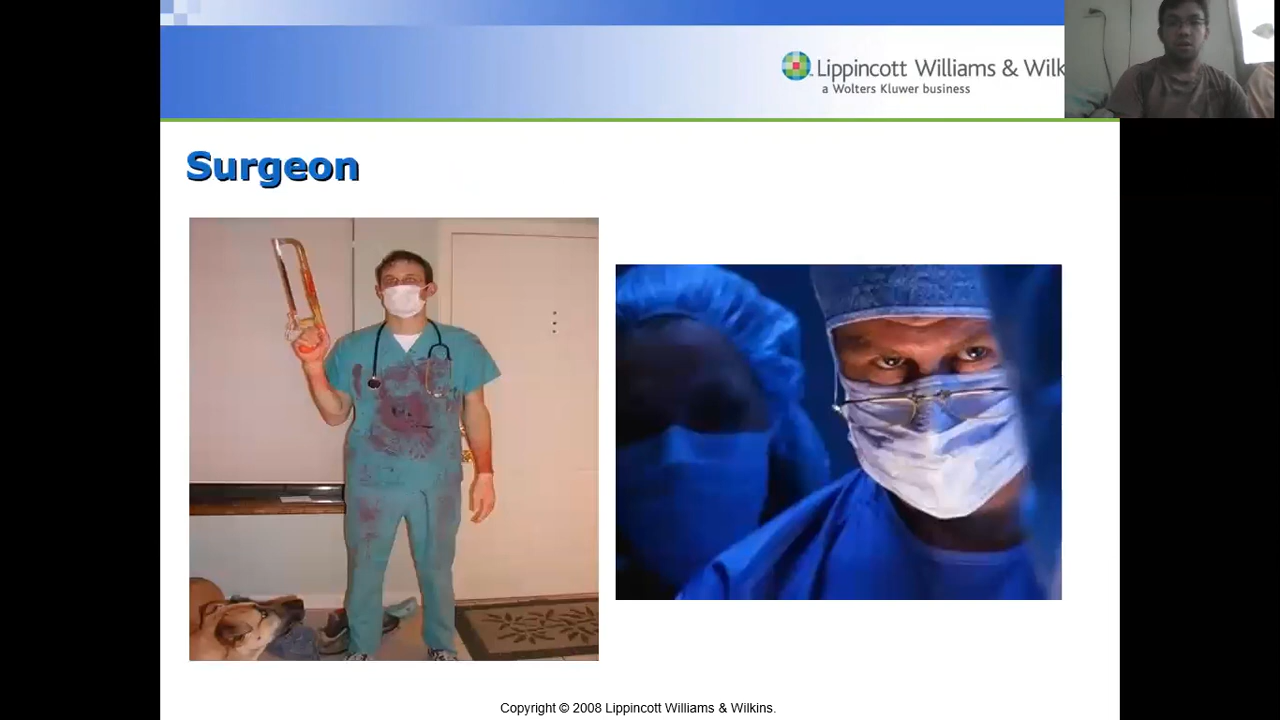 Lippincott Williams & Wilk
a Wolters Kluwer business
Surgeon
Copyright © 2008 Lippincott Williams & Wilkins.